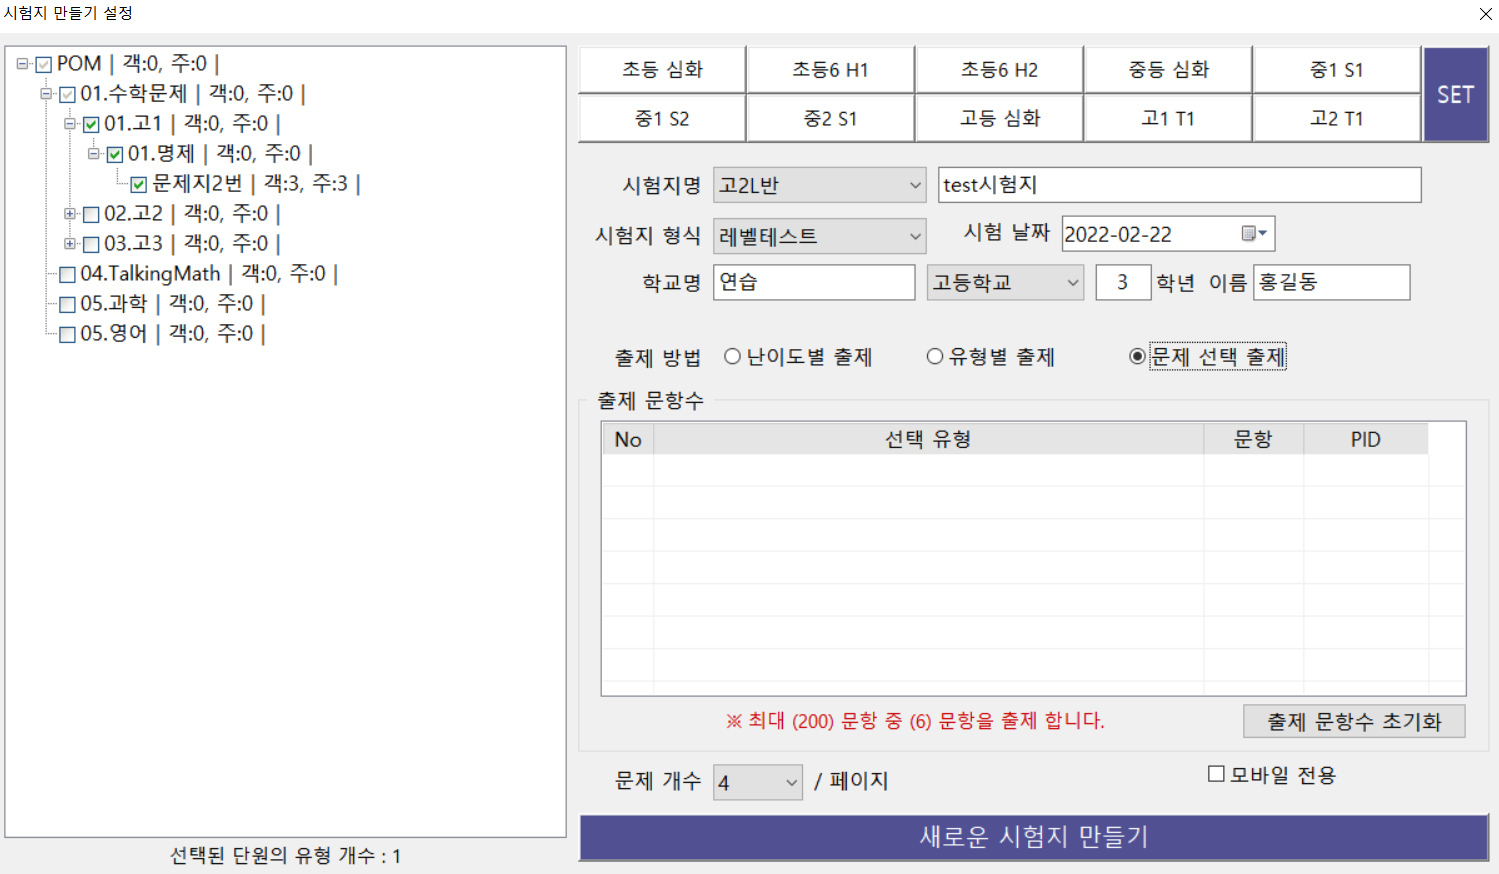 시험지 만들기 설정
POM | 객:0, 주:0 |
01.수학문제 | 객:0, 주:0 |
01.고1 | 객:0, 주:0 |
01.명제 | 객:0, 주:0 |
문제지2번 | 객:3, 주:3 |
02.고2 | 객:0, 주:0 |
03.고3 | 객:0, 주:0 |
04.TalkingMath | 객:0, 주:0 |
05.과학 | 객:0, 주:0 |
05.영어 | 객:0, 주:0 |
선택된 단원의 유형 개수 : 1
초등 심화 초등6 H1 초등6 H2 중등 심화 중1 S1
SET
중1 S2 중2 S1 고등 심화 고1 T1 고2 T1
시험지명 고2L반 test시험지
시험지 형식 레벨테스트 시험 날짜 2022-02-22
학교명 연습 고등학교 3 학년 이름 홍길동
출제 방법 난이도별 출제 유형별 출제 문제 선택 출제
출제 문항수
No 선택 유형 문항 PID
※ 최대 (200) 문항 중 (6) 문항을 출제 합니다. 출제 문항수 초기화
문제 개수 4 / 페이지 모바일 전용
새로운 시험지 만들기